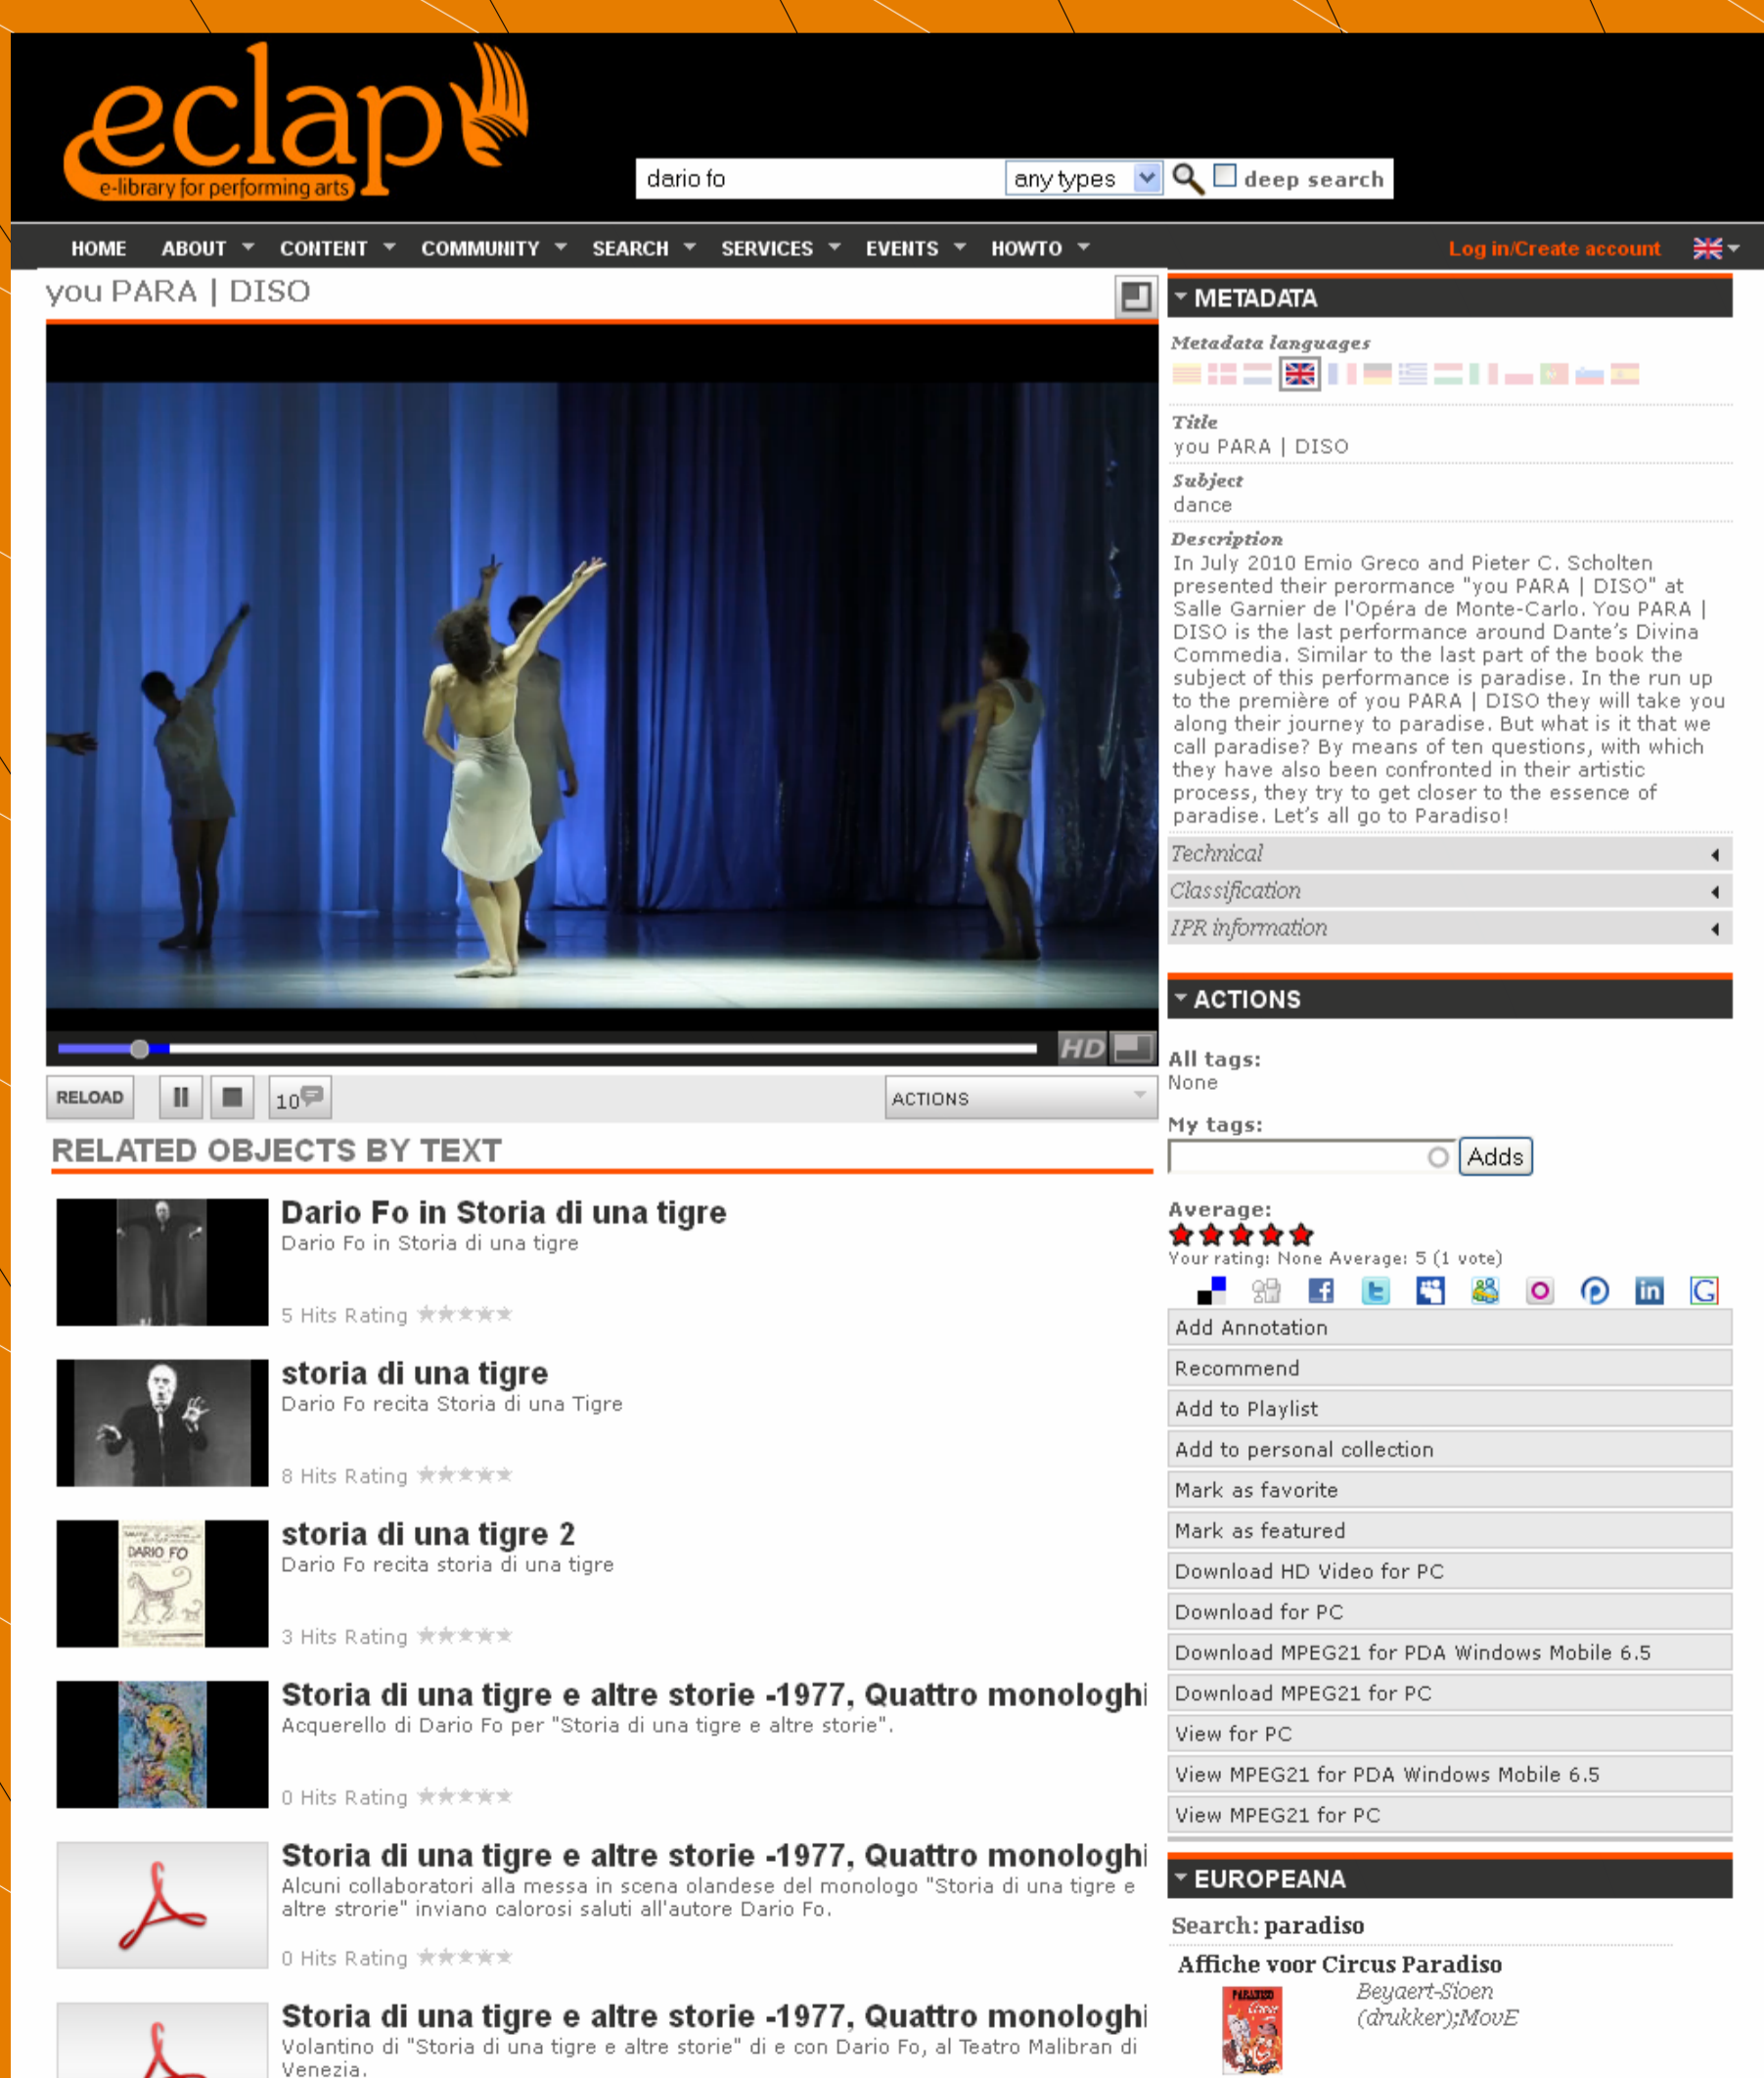 eclap
e-library for performing arts
dario fo
any types
deep search
HOME ABOUT CONTENT COMMUNITY SEARCH SERVICES EVENTS HOWTO
Log in/Create account
you PARA | DISO
HD
RELOAD
10
ACTIONS
RELATED OBJECTS BY TEXT
Dario Fo in Storia di una tigre
Dario Fo in Storia di una tigre
5 Hits Rating
storia di una tigre
Dario Fo recita Storia di una Tigre
8 Hits Rating
DARIO FO
storia di una tigre 2
Dario Fo recita storia di una tigre
3 Hits Rating
Storia di una tigre e altre storie -1977, Quattro monologhi
Acquerello di Dario Fo per "Storia di una tigre e altre storie".
0 Hits Rating
Storia di una tigre e altre storie -1977, Quattro monologhi
Alcuni collaboratori alla messa in scena olandese del monologo "Storia di una tigre e
altre strorie" inviano calorosi saluti all'autore Dario Fo.
0 Hits Rating
Storia di una tigre e altre storie -1977, Quattro monologhi
Volantino di "Storia di una tigre e altre storie" di e con Dario Fo, al Teatro Malibran di
Venezia.
METADATA
Metadata languages
Title
you PARA | DISO
Subject
dance
Description
In July 2010 Emio Greco and Pieter C. Scholten
presented their perormance "you PARA | DISO" at
Salle Garnier de l'Opéra de Monte-Carlo. You PARA |
DISO is the last performance around Dante's Divina
Commedia. Similar to the last part of the book the
subject of this performance is paradise. In the run up
to the première of you PARA | DISO they will take you
along their journey to paradise. But what is it that we
call paradise? By means of ten questions, with which
they have also been confronted in their artistic
process, they try to get closer to the essence of
paradise. Let's all go to Paradiso!
Technical
Classification
IPR information
ACTIONS
All tags:
None
My tags:
Adds
Average:
Your rating: None Average: 5 (1 vote)
Add Annotation
Recommend
Add to Playlist
Add to personal collection
Mark as favorite
Mark as featured
Download HD Video for PC
Download for PC
Download MPEG21 for PDA Windows Mobile 6.5
Download MPEG21 for PC
View for PC
View MPEG21 for PDA Windows Mobile 6.5
View MPEG21 for PC
EUROPEANA
Search: paradiso
Affiche voor Circus Paradiso
PARADISO
Beyaert-Sioen
(drukker);MovE